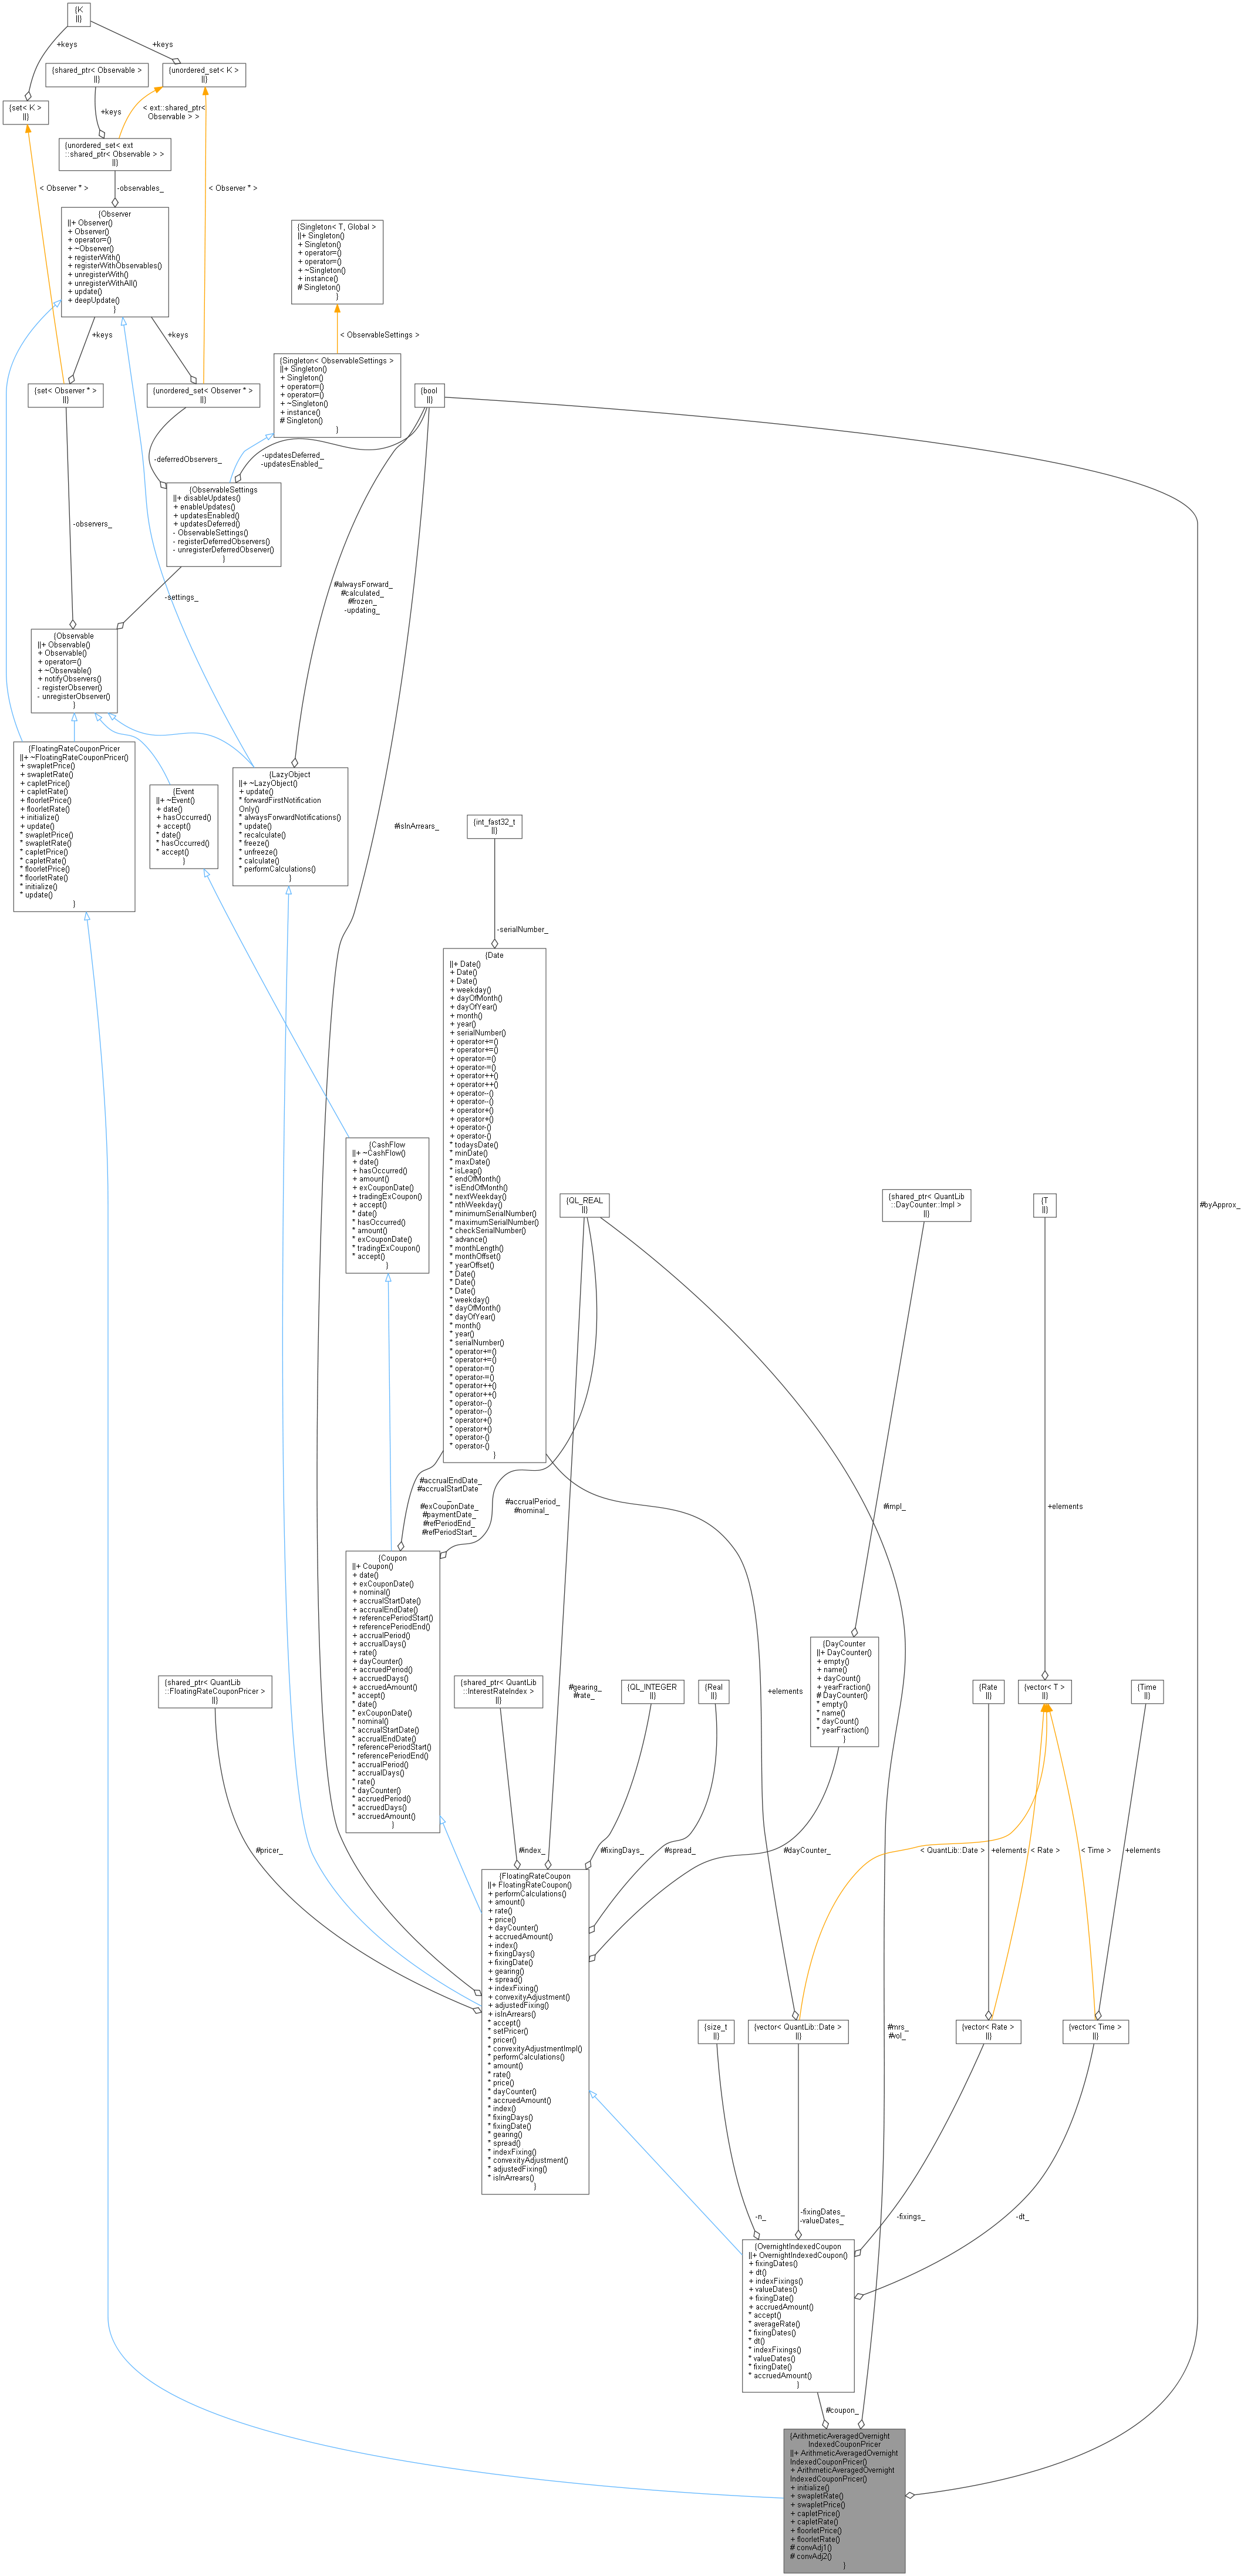 {K
||}
+keys
+keys
{shared_ptr< Observable >
||}
{unordered_set< K >
||}
{set< K >
||}
+keys
< ext::shared_ptr<
Observable > >
{unordered_set< ext
::shared_ptr< Observable > >
||}
< Observer * >
-observables_
< Observer * >
{Observer
||+ Observer()
+ Observer()
+ operator=()
+ ~Observer()
+ registerWith()
+ registerWithObservables()
+ unregisterWith()
+ unregisterWithAll()
+ update()
+ deepUpdate()
}
{Singleton< T, Global >
||+ Singleton()
+ Singleton()
+ operator=()
+ operator=()
+ ~Singleton()
+ instance()
# Singleton()
}
+keys
+keys
< ObservableSettings >
{set< Observer * >
||}
{unordered_set< Observer * >
||}
{Singleton< ObservableSettings >
||+ Singleton()
+ Singleton()
+ operator=()
+ operator=()
+ ~Singleton()
+ instance()
# Singleton()
}
{bool
||}
-deferredObservers_
-updatesDeferred_
-updatesEnabled_
{ObservableSettings
||+ disableUpdates()
+ enableUpdates()
+ updatesEnabled()
+ updatesDeferred()
- ObservableSettings()
- registerDeferredObservers()
- unregisterDeferredObserver()
}
-observers_
-settings_
#alwaysForward_
#calculated_
#frozen_
-updating_
{Observable
||+ Observable()
+ Observable()
+ operator=()
+ ~Observable()
+ notifyObservers()
- registerObserver()
- unregisterObserver()
}
{FloatingRateCouponPricer
||+ ~FloatingRateCouponPricer()
+ swapletPrice()
+ swapletRate()
+ capletPrice()
+ capletRate()
+ floorletPrice()
+ floorletRate()
+ initialize()
+ update()
* swapletPrice()
* swapletRate()
* capletPrice()
* capletRate()
* floorletPrice()
* floorletRate()
* initialize()
* update()
}
{Event
||+ ~Event()
+ date()
+ hasOccurred()
+ accept()
* date()
* hasOccurred()
* accept()
}
{LazyObject
||+ ~LazyObject()
+ update()
* forwardFirstNotification
Only()
* alwaysForwardNotifications()
* update()
* recalculate()
* freeze()
* unfreeze()
* calculate()
* performCalculations()
}
#isInArrears_
{int_fast32_t
||}
-serialNumber_
{Date
||+ Date()
+ Date()
+ Date()
+ weekday()
+ dayOfMonth()
+ dayOfYear()
+ month()
+ year()
+ serialNumber()
+ operator+=()
+ operator+=()
+ operator-=()
+ operator-=()
+ operator++()
+ operator++()
+ operator--()
+ operator--()
+ operator+()
+ operator+()
+ operator-()
+ operator-()
* todaysDate()
* minDate()
* maxDate()
* isLeap()
* endOfMonth()
* isEndOfMonth()
* nextWeekday()
* nthWeekday()
* minimumSerialNumber()
* maximumSerialNumber()
* checkSerialNumber()
* advance()
* monthLength()
* monthOffset()
* yearOffset()
* Date()
* Date()
* Date()
* weekday()
* dayOfMonth()
* dayOfYear()
* month()
* year()
* serialNumber()
* operator+=()
* operator+=()
* operator-=()
* operator-=()
* operator++()
* operator++()
* operator--()
* operator--()
* operator+()
* operator+()
* operator-()
* operator-()
}
{CashFlow
||+ ~CashFlow()
+ date()
+ hasOccurred()
+ amount()
+ exCouponDate()
+ tradingExCoupon()
+ accept()
* date()
* hasOccurred()
* amount()
* exCouponDate()
* tradingExCoupon()
* accept()
}
{QL_REAL
||}
{shared_ptr< QuantLib
::DayCounter::Impl >
||}
{T
||}
#byApprox_
#accrualEndDate_
#accrualStartDate
_
#exCouponDate_
#paymentDate_
#refPeriodEnd_
#refPeriodStart_
#accrualPeriod_
#nominal_
#impl_
+elements
{Coupon
||+ Coupon()
+ date()
+ exCouponDate()
+ nominal()
+ accrualStartDate()
+ accrualEndDate()
+ referencePeriodStart()
+ referencePeriodEnd()
+ accrualPeriod()
+ accrualDays()
+ rate()
+ dayCounter()
+ accruedPeriod()
+ accruedDays()
+ accruedAmount()
* accept()
* date()
* exCouponDate()
* nominal()
* accrualStartDate()
* accrualEndDate()
* referencePeriodStart()
* referencePeriodEnd()
* accrualPeriod()
* accrualDays()
* rate()
* dayCounter()
* accruedPeriod()
* accruedDays()
* accruedAmount()
}
{DayCounter
||+ DayCounter()
+ empty()
+ name()
+ dayCount()
+ yearFraction()
# DayCounter()
* empty()
* name()
* dayCount()
* yearFraction()
}
{shared_ptr< QuantLib
::FloatingRateCouponPricer >
||}
{shared_ptr< QuantLib
::InterestRateIndex >
||}
#gearing_
#rate_
{QL_INTEGER
||}
{Real
||}
+elements
{Rate
||}
{vector< T >
||}
{Time
||}
#pricer_
#index_
#fixingDays_
#spread_
#dayCounter_
< QuantLib::Date >
+elements
< Rate >
< Time >
+elements
{FloatingRateCoupon
||+ FloatingRateCoupon()
+ performCalculations()
+ amount()
+ rate()
+ price()
+ dayCounter()
+ accruedAmount()
+ index()
+ fixingDays()
+ fixingDate()
+ gearing()
+ spread()
+ indexFixing()
+ convexityAdjustment()
+ adjustedFixing()
+ isInArrears()
* accept()
* setPricer()
* pricer()
* convexityAdjustmentImpl()
* performCalculations()
* amount()
* rate()
* price()
* dayCounter()
* accruedAmount()
* index()
* fixingDays()
* fixingDate()
* gearing()
* spread()
* indexFixing()
* convexityAdjustment()
* adjustedFixing()
* isInArrears()
}
{size_t
||}
{vector< QuantLib::Date >
||}
#mrs_
#vol_
{vector< Rate >
||}
{vector< Time >
||}
-n_
-fixingDates_
-valueDates_
-fixings_
-dt_
{OvernightIndexedCoupon
||+ OvernightIndexedCoupon()
+ fixingDates()
+ dt()
+ indexFixings()
+ valueDates()
+ fixingDate()
+ accruedAmount()
* accept()
* averageRate()
* fixingDates()
* dt()
* indexFixings()
* valueDates()
* fixingDate()
* accruedAmount()
}
#coupon_
{ArithmeticAveragedOvernight
IndexedCouponPricer
||+ ArithmeticAveragedOvernight
IndexedCouponPricer()
+ ArithmeticAveragedOvernight
IndexedCouponPricer()
+ initialize()
+ swapletRate()
+ swapletPrice()
+ capletPrice()
+ capletRate()
+ floorletPrice()
+ floorletRate()
# convAdj1()
# convAdj2()
}